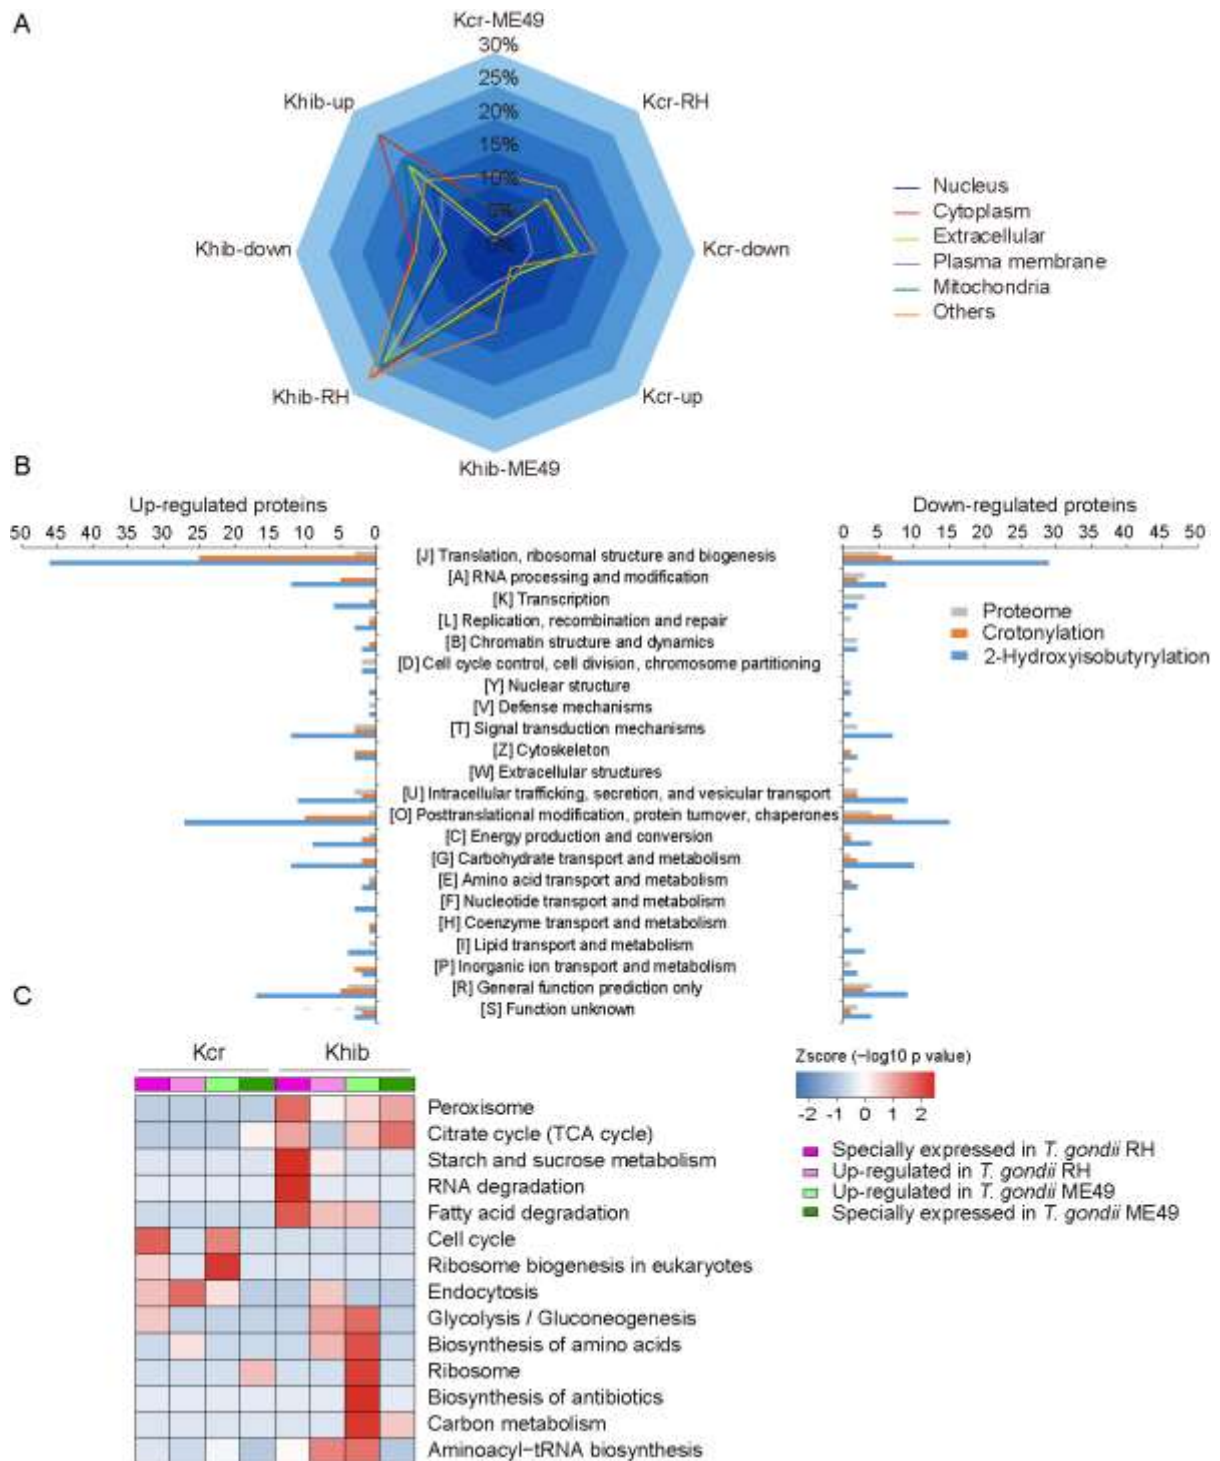 A
Kcr-ME49
30%
25%
20%
15%
10%
5%
0%
Khib-up
Kcr-RH
Khib-down
Kcr-down
Khib-RH
Kcr-up
Khib-ME49
Nucleus
Cytoplasm
Extracellular
Plasma membrane
Mitochondria
Others
B
Up-regulated proteins
Down-regulated proteins
50 45 40 35 30 25 20 15 10 5 0
0 5 10 15 20 25 30 35 40 45 50
[J] Translation, ribosomal structure and biogenesis
[A] RNA processing and modification
[K] Transcription
[L] Replication, recombination and repair
[B] Chromatin structure and dynamics
[D] Cell cycle control, cell division, chromosome partitioning
[Y] Nuclear structure
[V] Defense mechanisms
[T] Signal transduction mechanisms
[Z] Cytoskeleton
[W] Extracellular structures
[U] Intracellular trafficking, secretion, and vesicular transport
[O] Posttranslational modification, protein turnover, chaperones
[C] Energy production and conversion
[G] Carbohydrate transport and metabolism
[E] Amino acid transport and metabolism
[F] Nucleotide transport and metabolism
[H] Coenzyme transport and metabolism
[I] Lipid transport and metabolism
[P] Inorganic ion transport and metabolism
[R] General function prediction only
[S] Function unknown
Proteome
Crotonylation
2-Hydroxyisobutyrylation
C
Kcr
Khib
Peroxisome
Citrate cycle (TCA cycle)
Starch and sucrose metabolism
RNA degradation
Fatty acid degradation
Cell cycle
Ribosome biogenesis in eukaryotes
Endocytosis
Glycolysis / Gluconeogenesis
Biosynthesis of amino acids
Ribosome
Biosynthesis of antibiotics
Carbon metabolism
Aminoacyl-tRNA biosynthesis
Zscore (-log10 p value)
-2 -1 0 1 2
Specially expressed in T. gondii RH
Up-regulated in T. gondii RH
Up-regulated in T. gondii ME49
Specially expressed in T. gondii ME49